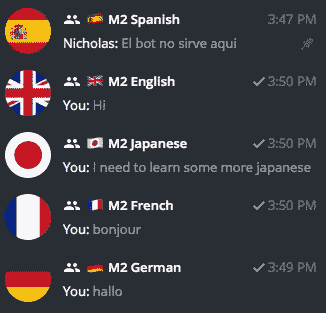 M2 Spanish 3:47 PM
Nicholas: El bot no sirve aqui
M2 English 3:50 PM
You: Hi
M2 Japanese 3:50 PM
You: I need to learn some more japanese
M2 French 3:50 PM
You: bonjour
M2 German 3:49 PM
You: hallo